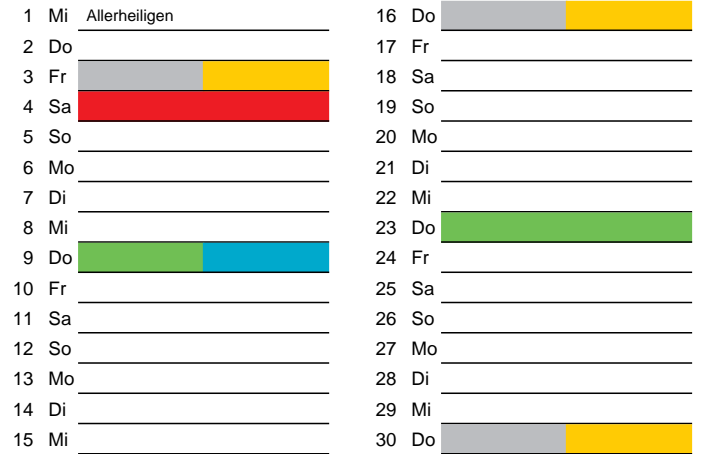 1 Mi Allerheiligen
2 Do
3 Fr
4 Sa
5 So
6 Mo
7 Di
8 Mi
9 Do
10 Fr
11 Sa
12 So
13 Mo
14 Di
15 Mi
16 Do
17 Fr
18 Sa
19 So
20 Mo
21 Di
22 Mi
23 Do
24 Fr
25 Sa
26 So
27 Mo
28 Di
29 Mi
30 Do